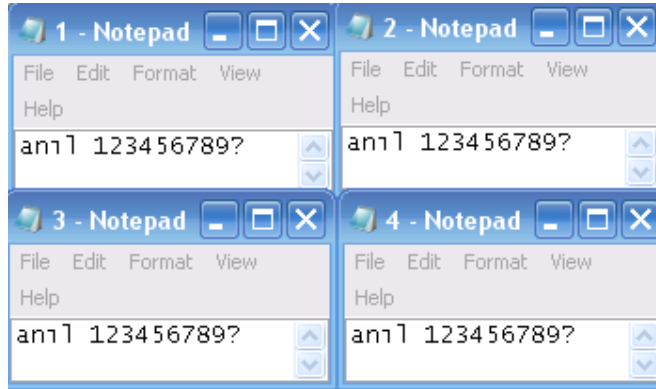 1 - Notepad
File Edit Format View
Help
anıl 123456789?
2 - Notepad
File Edit Format View
Help
anıl 123456789?
3 - Notepad
File Edit Format View
Help
anıl 123456789?
4 - Notepad
File Edit Format View
Help
anıl 123456789?